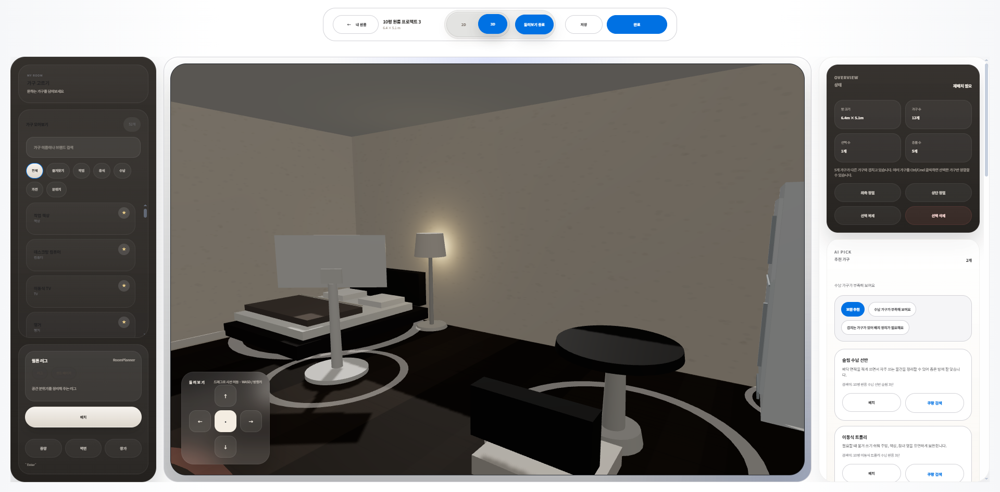 ← 내 원룸
10평 원룸 프로젝트 3
6.4 × 5.1 m
2D
3D
둘러보기 종료
저장
완료
MY ROOM
가구 고르기
원하는 가구를 담아보세요
가구 모아보기
52개
가구 이름이나 브랜드 검색
전체
즐겨찾기
작업
휴식
수납
가전
분위기
작업 책상
책상
★
데스크탑 컴퓨터
컴퓨터
★
이동식 TV
TV
★
행거
행거
★
원톤 러그
RoomPlanner
공간 분위기를 정리해 주는 러그
배치
중앙
벽면
창가
"Enter"
둘러보기
드래그로 시선 이동 · WASD / 방향키
↑
←
·
→
↓
OVERVIEW
상태
재배치 필요
방 크기
6.4m × 5.1m
가구 수
12개
선택 수
1개
충돌 수
5개
5개 가구가 다른 가구와 겹치고 있습니다. 여러 가구를 Ctrl/Cmd 클릭하면 선택한 가구만 정렬할
수 있습니다.
좌측 정렬
상단 정렬
선택 복제
선택 삭제
AI PICK
추천 가구
2개
수납 가구가 부족해 보여요
보완 추천
수납 가구가 부족해 보여요
겹치는 가구가 있어 배치 정리가 필요해요
슬림 수납 선반
바닥 면적을 적게 쓰면서 자주 쓰는 물건을 정리할 수 있어 좁은 방에 잘 맞습니
다.
검색어: 10평 원룸 수납 선반 슬림 3단
배치
쿠팡 검색
이동식 트롤리
필요할 때 옮겨 쓰기 쉬워 주방, 책상, 침대 옆을 유연하게 보완합니다.
검색어: 10평 이동식 트롤리 수납 원룸 3단
배치
쿠팡 검색